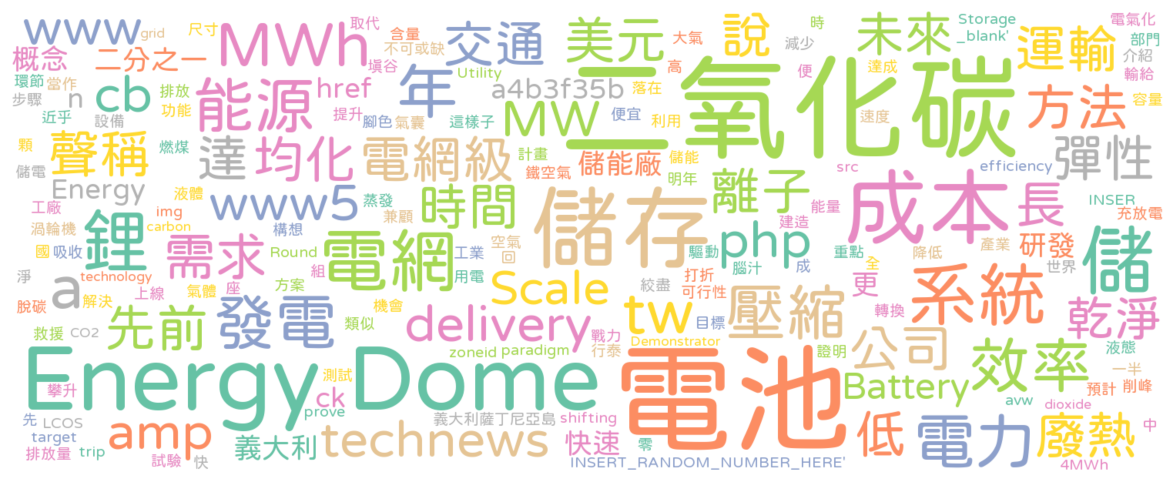 www grid 尺寸 MWh 取代 含量 不可或缺 交通 美元 大氣 說 時 未來 Storage _blank' 運輸 電氣化 部門
概念 二分之一 填谷 Utility 高 減少 便 達成 介紹 輸給
環節 當作 排放 能源 href 年 a4b3f35b 落在 二氧化碳 方法 容量
步驟 n cb 功能 提升 腳色 氣囊 這樣子 MW 便宜 利用 速度
近乎 設備 聲稱 達 均化 電網級 計畫 儲能廠 儲能 彈性
顆 燃煤 鐵空氣 明年 離子 src efficiency
儲電 Energy 液體 www5 蒸發 時間 儲存 能量 成本 長 INSER 充放電
工廠 img carbon 構想 兼顧 建造 儲
渦輪機 鋰 需求 Round 電網 工業 空氣 回 驅動 php 重點 降低 產業 研發
國 吸收 組 用電 絞盡 打折 腦汁 成 全 世界
淨 technology a 座 方案 Scale 可行性 更 系統
脫碳 解決 上線 氣體 機會 tw 壓縮 轉換 乾淨
救援 CO2 先前 發電 類似 delivery 戰力 Demonstrator 目標 公司 液態
zoneid paradigm 行泰 證明 效率 一半
攀升 Energy Dome 測試 ck 電池 Battery 預計 削峰
先 LCOS prove 義大利薩丁尼亞島 shifting avw dioxide
target amp 義大利 technews 快速 零 低 電力 廢熱 中
排放量 trip 試驗 快 INSERT_RANDOM_NUMBER_HERE' 4MWh